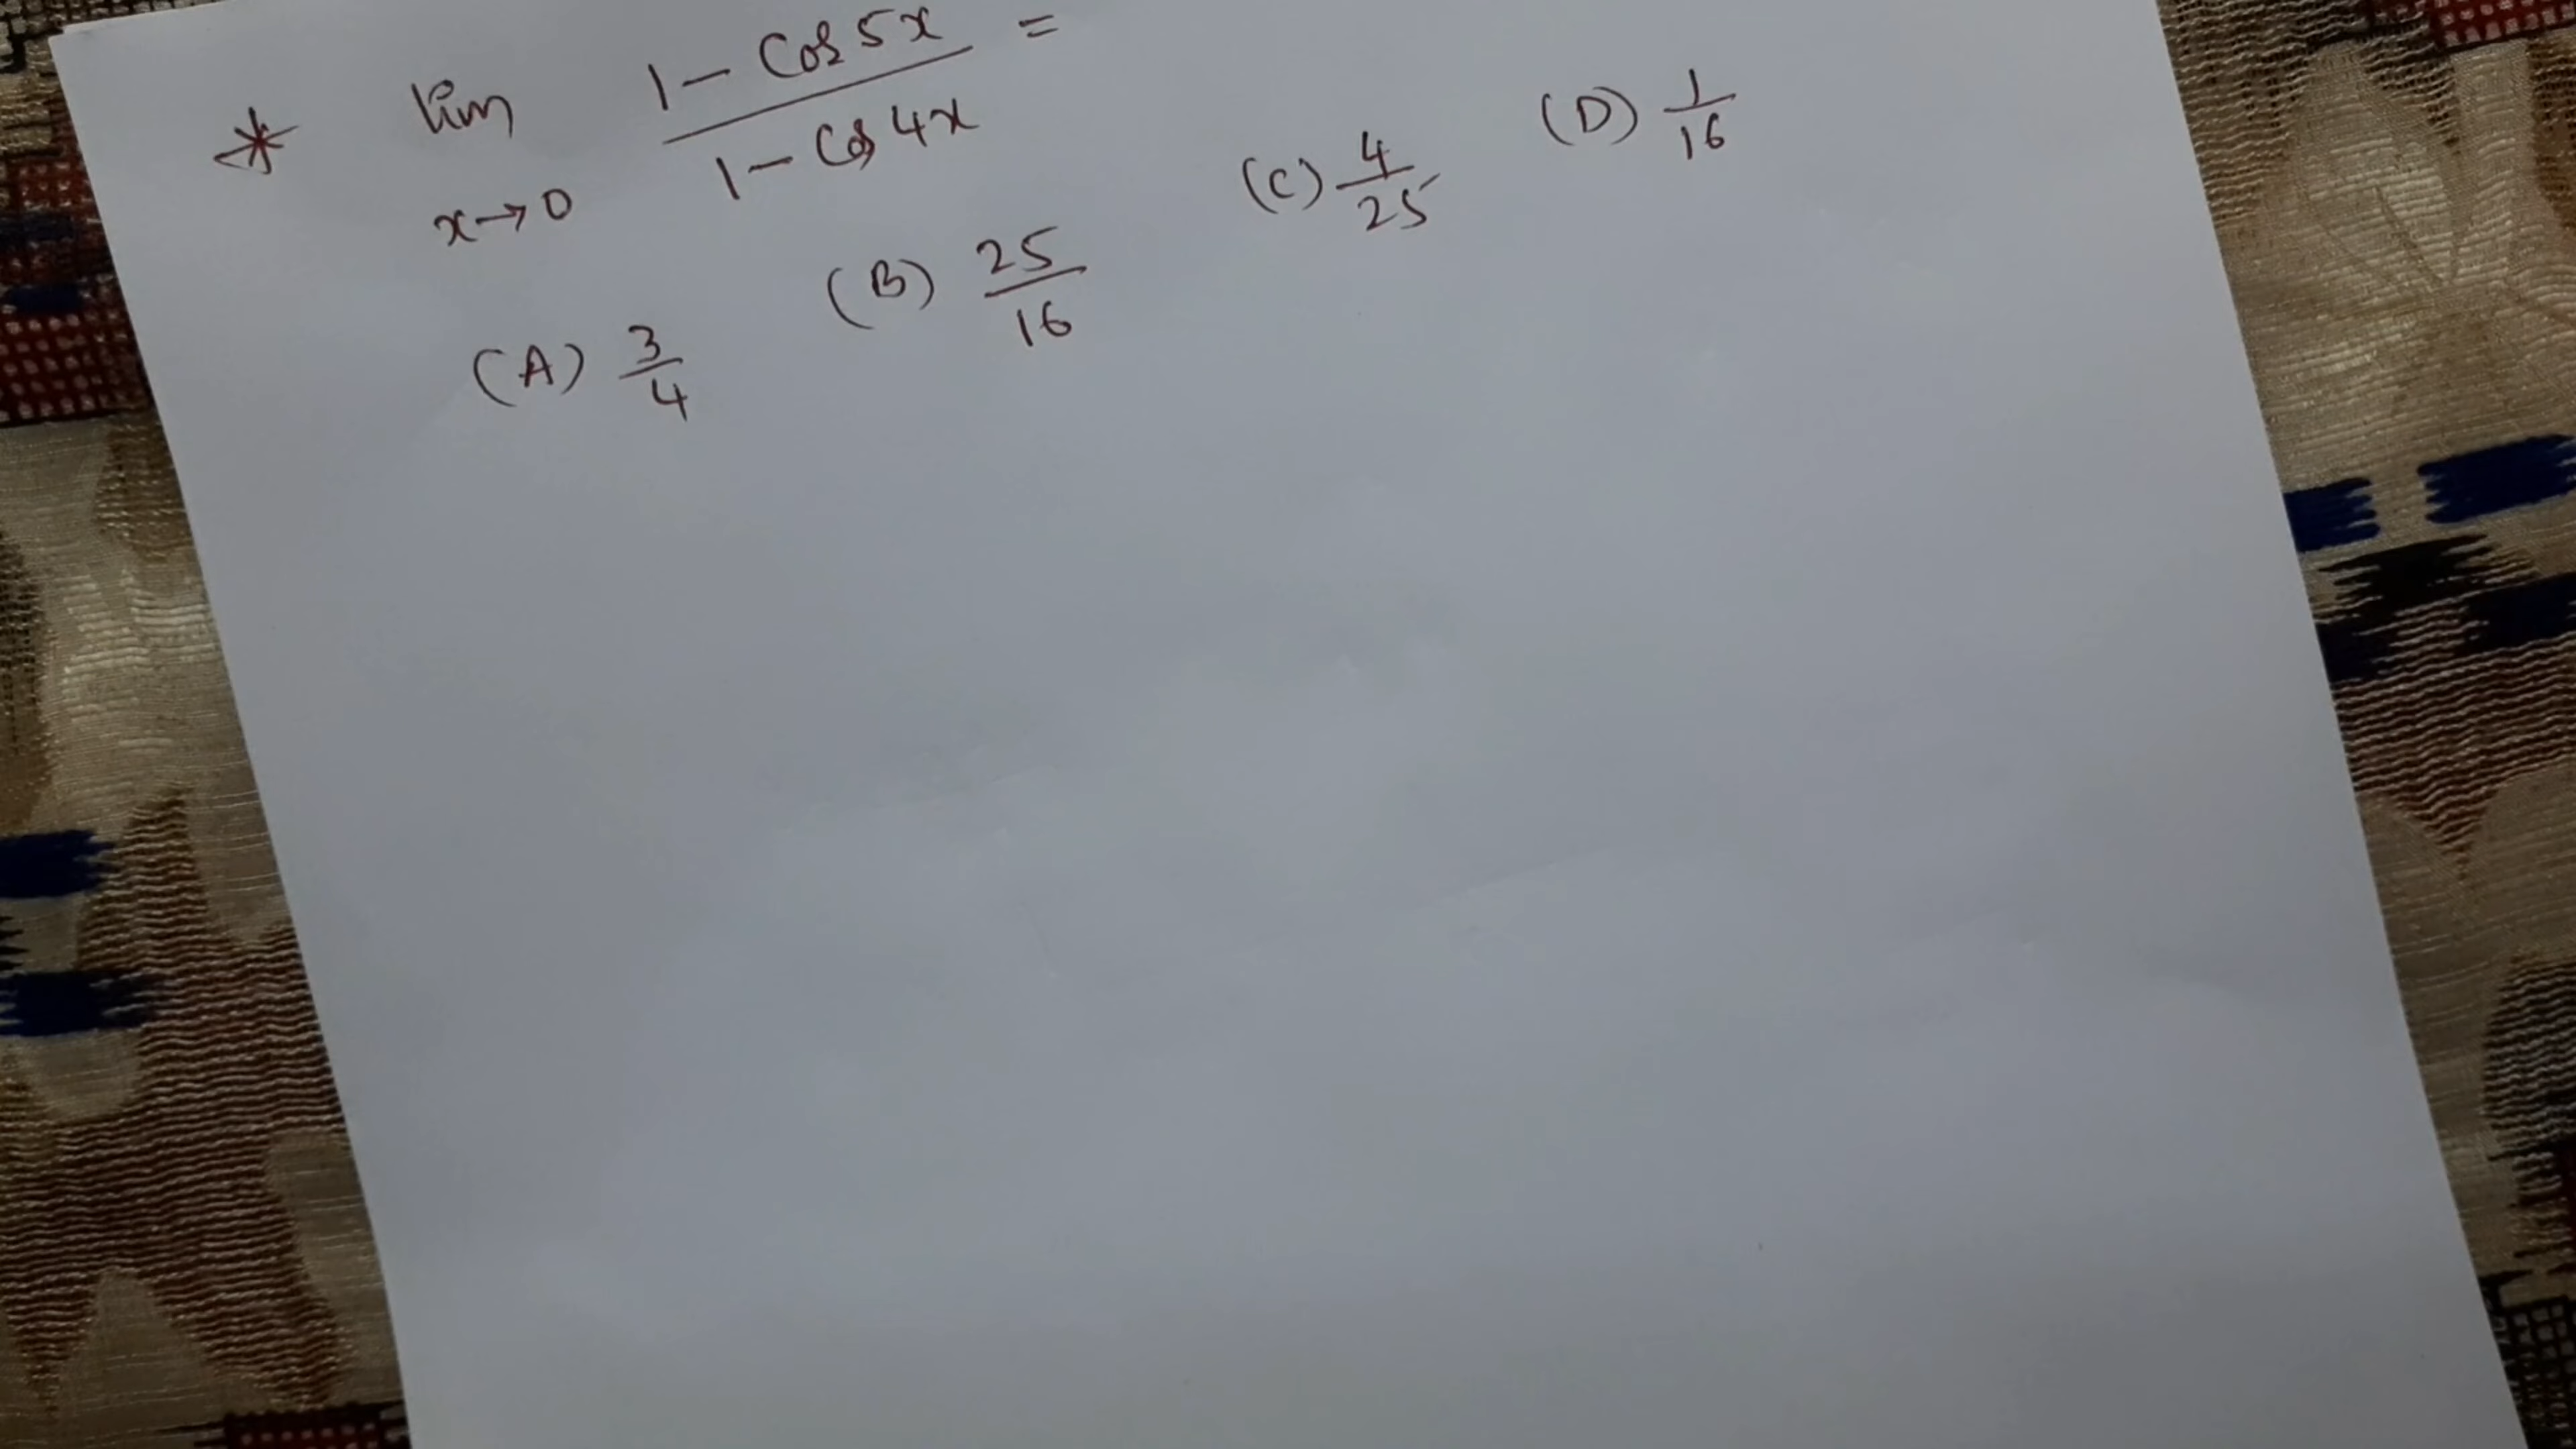 * lim x→0 (1 - Cos 5x)/(1 - Cos 4x) =
(A) 3/4 (B) 25/16 (C) 4/25 (D) 1/16